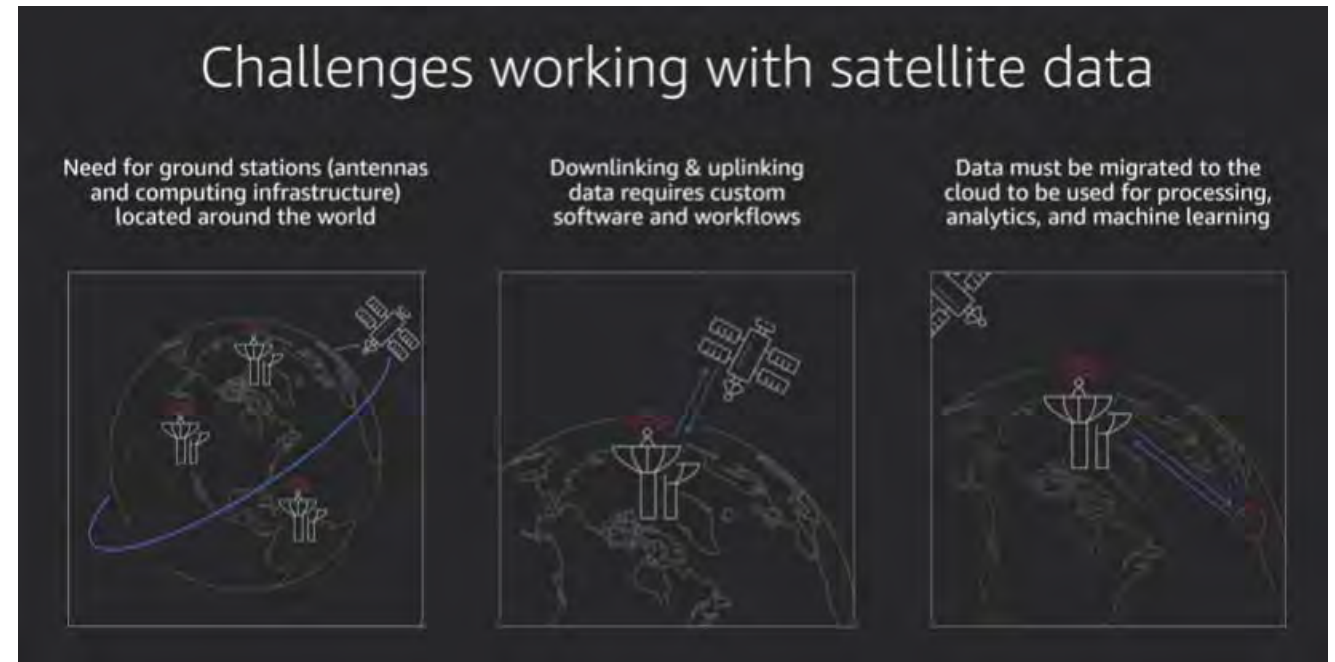 Challenges working with satellite data
Need for ground stations (antennas
and computing infrastructure)
located around the world
Downlinking & uplinking
data requires custom
software and workflows
Data must be migrated to the
cloud to be used for processing,
analytics, and machine learning